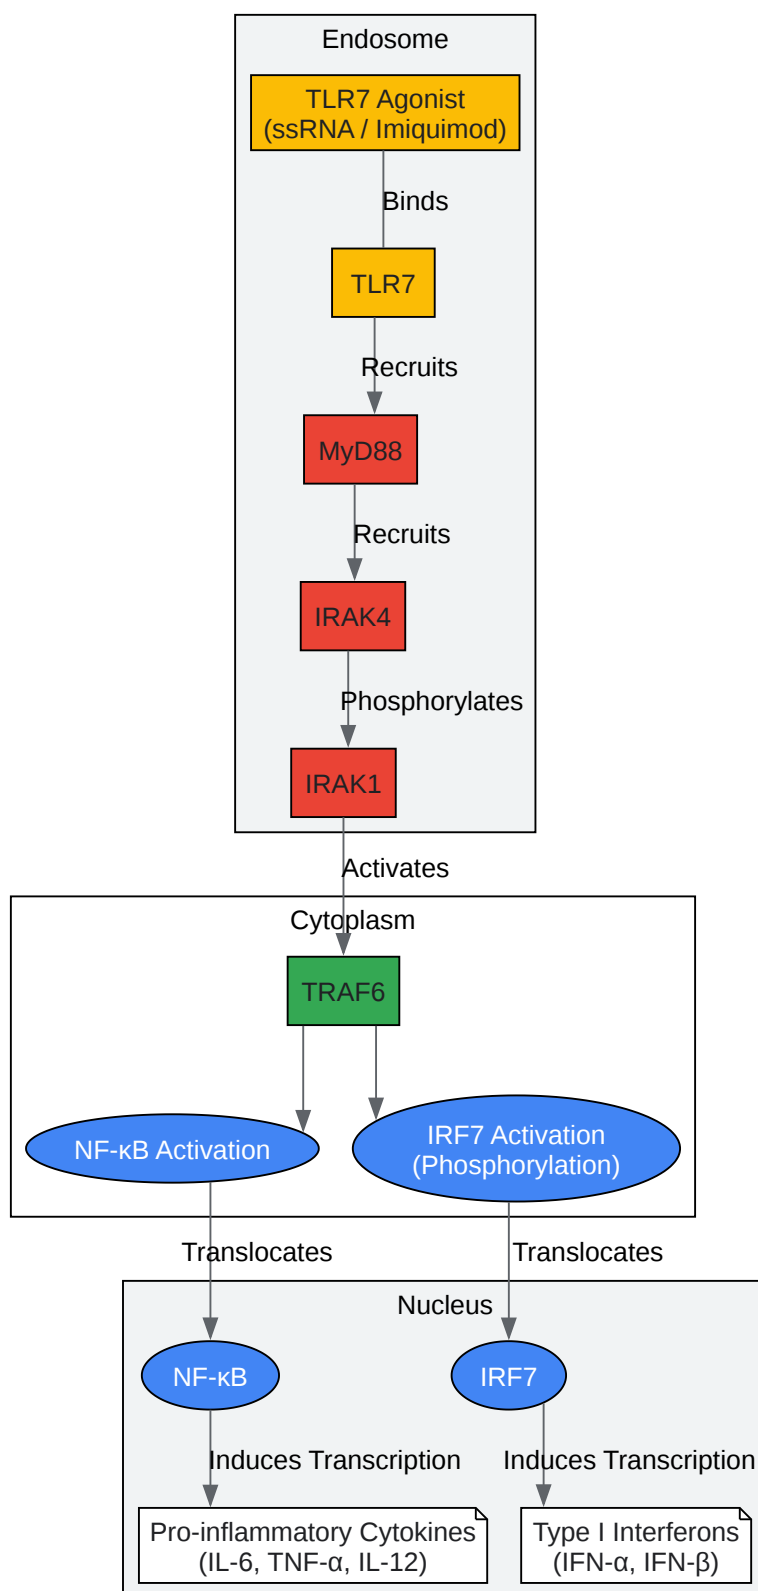 Endosome
TLR7 Agonist
(ssRNA / Imiquimod)
Binds
TLR7
Recruits
MyD88
Recruits
IRAK4
Phosphorylates
IRAK1
Activates
Cytoplasm
TRAF6
NF-κB Activation
IRF7 Activation
(Phosphorylation)
Translocates
Translocates
Nucleus
NF-κB
IRF7
Induces Transcription
Induces Transcription
Pro-inflammatory Cytokines
(IL-6, TNF-α, IL-12)
Type I Interferons
(IFN-α, IFN-β)